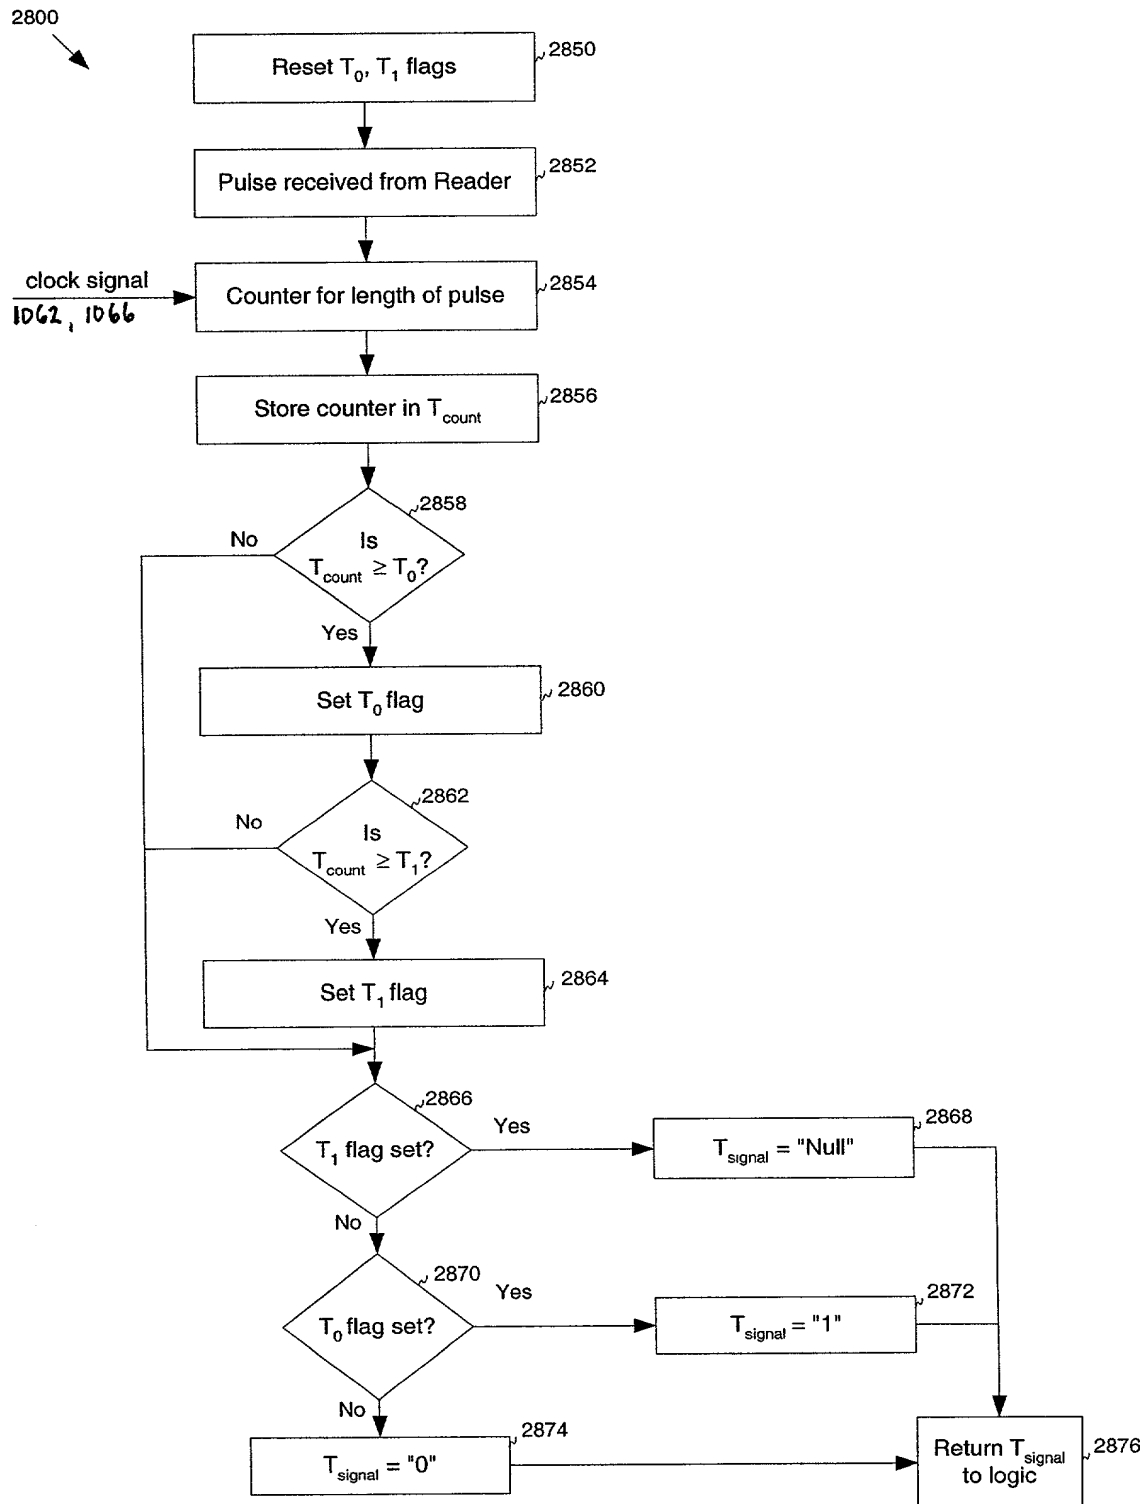 2800
Reset T0, T1 flags
2850
Pulse received from Reader
2852
clock signal
1062, 1066
Counter for length of pulse
2854
Store counter in Tcount
2856
2858
No
Is
Tcount ≥ T0?
Yes
Set T0 flag
2860
2862
No
Is
Tcount ≥ T1?
Yes
Set T1 flag
2864
2866
T1 flag set?
Yes
2868
Tsignal = "Null"
No
2870
T0 flag set?
Yes
2872
Tsignal = "1"
No
2874
Tsignal = "0"
Return Tsignal
to logic
2876